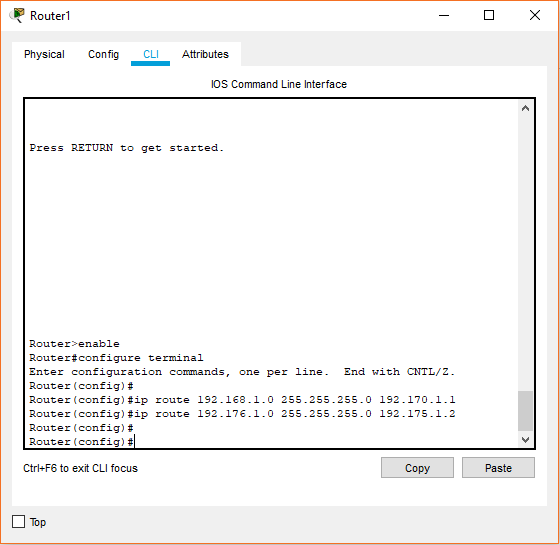 Router1
Physical Config CLI Attributes
IOS Command Line Interface
Press RETURN to get started.
Router>enable
Router#configure terminal
Enter configuration commands, one per line.  End with CNTL/Z.
Router(config)#
Router(config)#ip route 192.168.1.0 255.255.255.0 192.170.1.1
Router(config)#ip route 192.176.1.0 255.255.255.0 192.175.1.2
Router(config)#
Router(config)#
Ctrl+F6 to exit CLI focus Copy Paste
Top